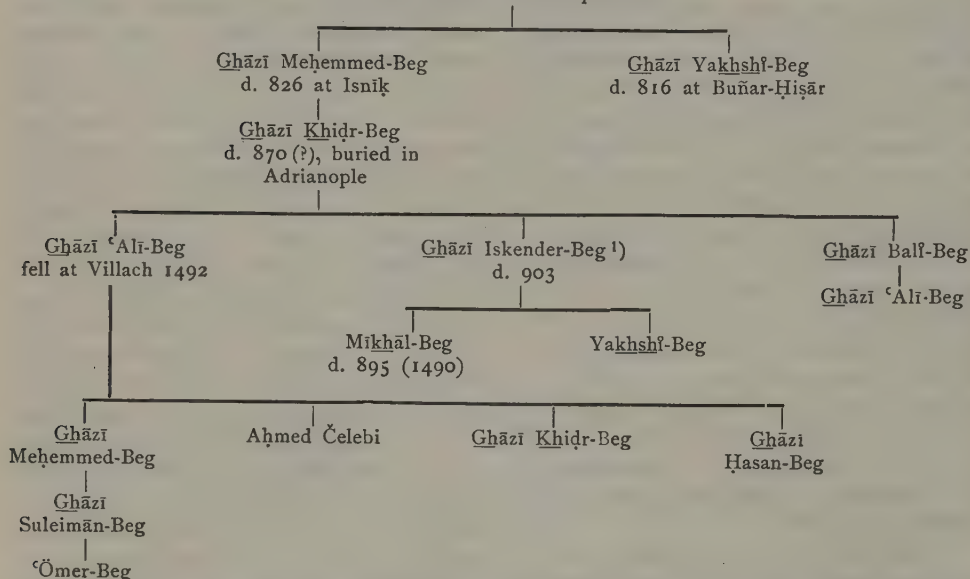 Ghāzī Meḥemmed-Beg
d. 826 at Isnīḳ
Ghāzī Yakhshi̊-Beg
d. 816 at Buñar-Ḥiṣār
Ghāzī Khiḍr-Beg
d. 870 (?), buried in
Adrianople
Ghāzī ʿAlī-Beg
fell at Villach 1492
Ghāzī Iskender-Beg ¹)
d. 903
Ghāzī Bali̊-Beg
Ghāzī ʿAlī-Beg
Mīkhāl-Beg
d. 895 (1490)
Yakhshi̊-Beg
Ghāzī
Meḥemmed-Beg
Aḥmed Čelebi
Ghāzī Khiḍr-Beg
Ghāzī
Ḥasan-Beg
Ghāzī
Suleimān-Beg
ʿÖmer-Beg